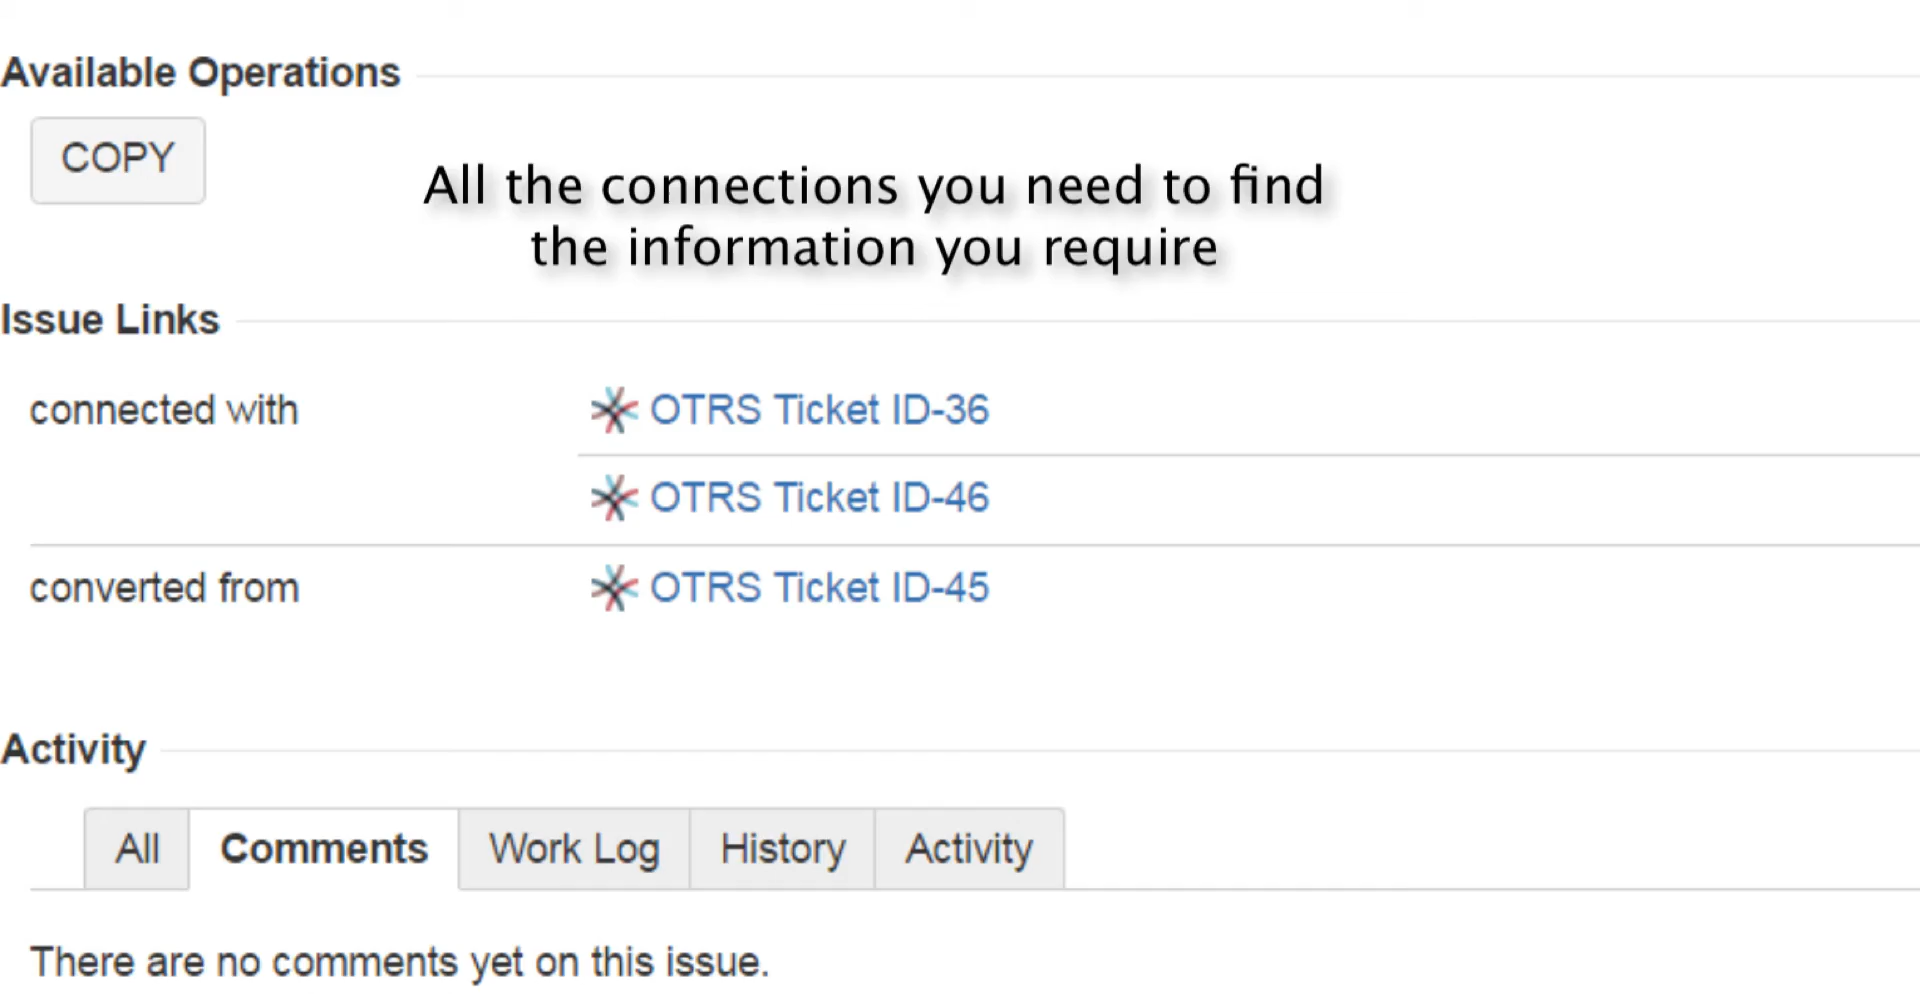 Available Operations
COPY
All the connections you need to find
the information you require
Issue Links
connected with
OTRS Ticket ID-36
OTRS Ticket ID-46
converted from
OTRS Ticket ID-45
Activity
All Comments Work Log History Activity
There are no comments yet on this issue.